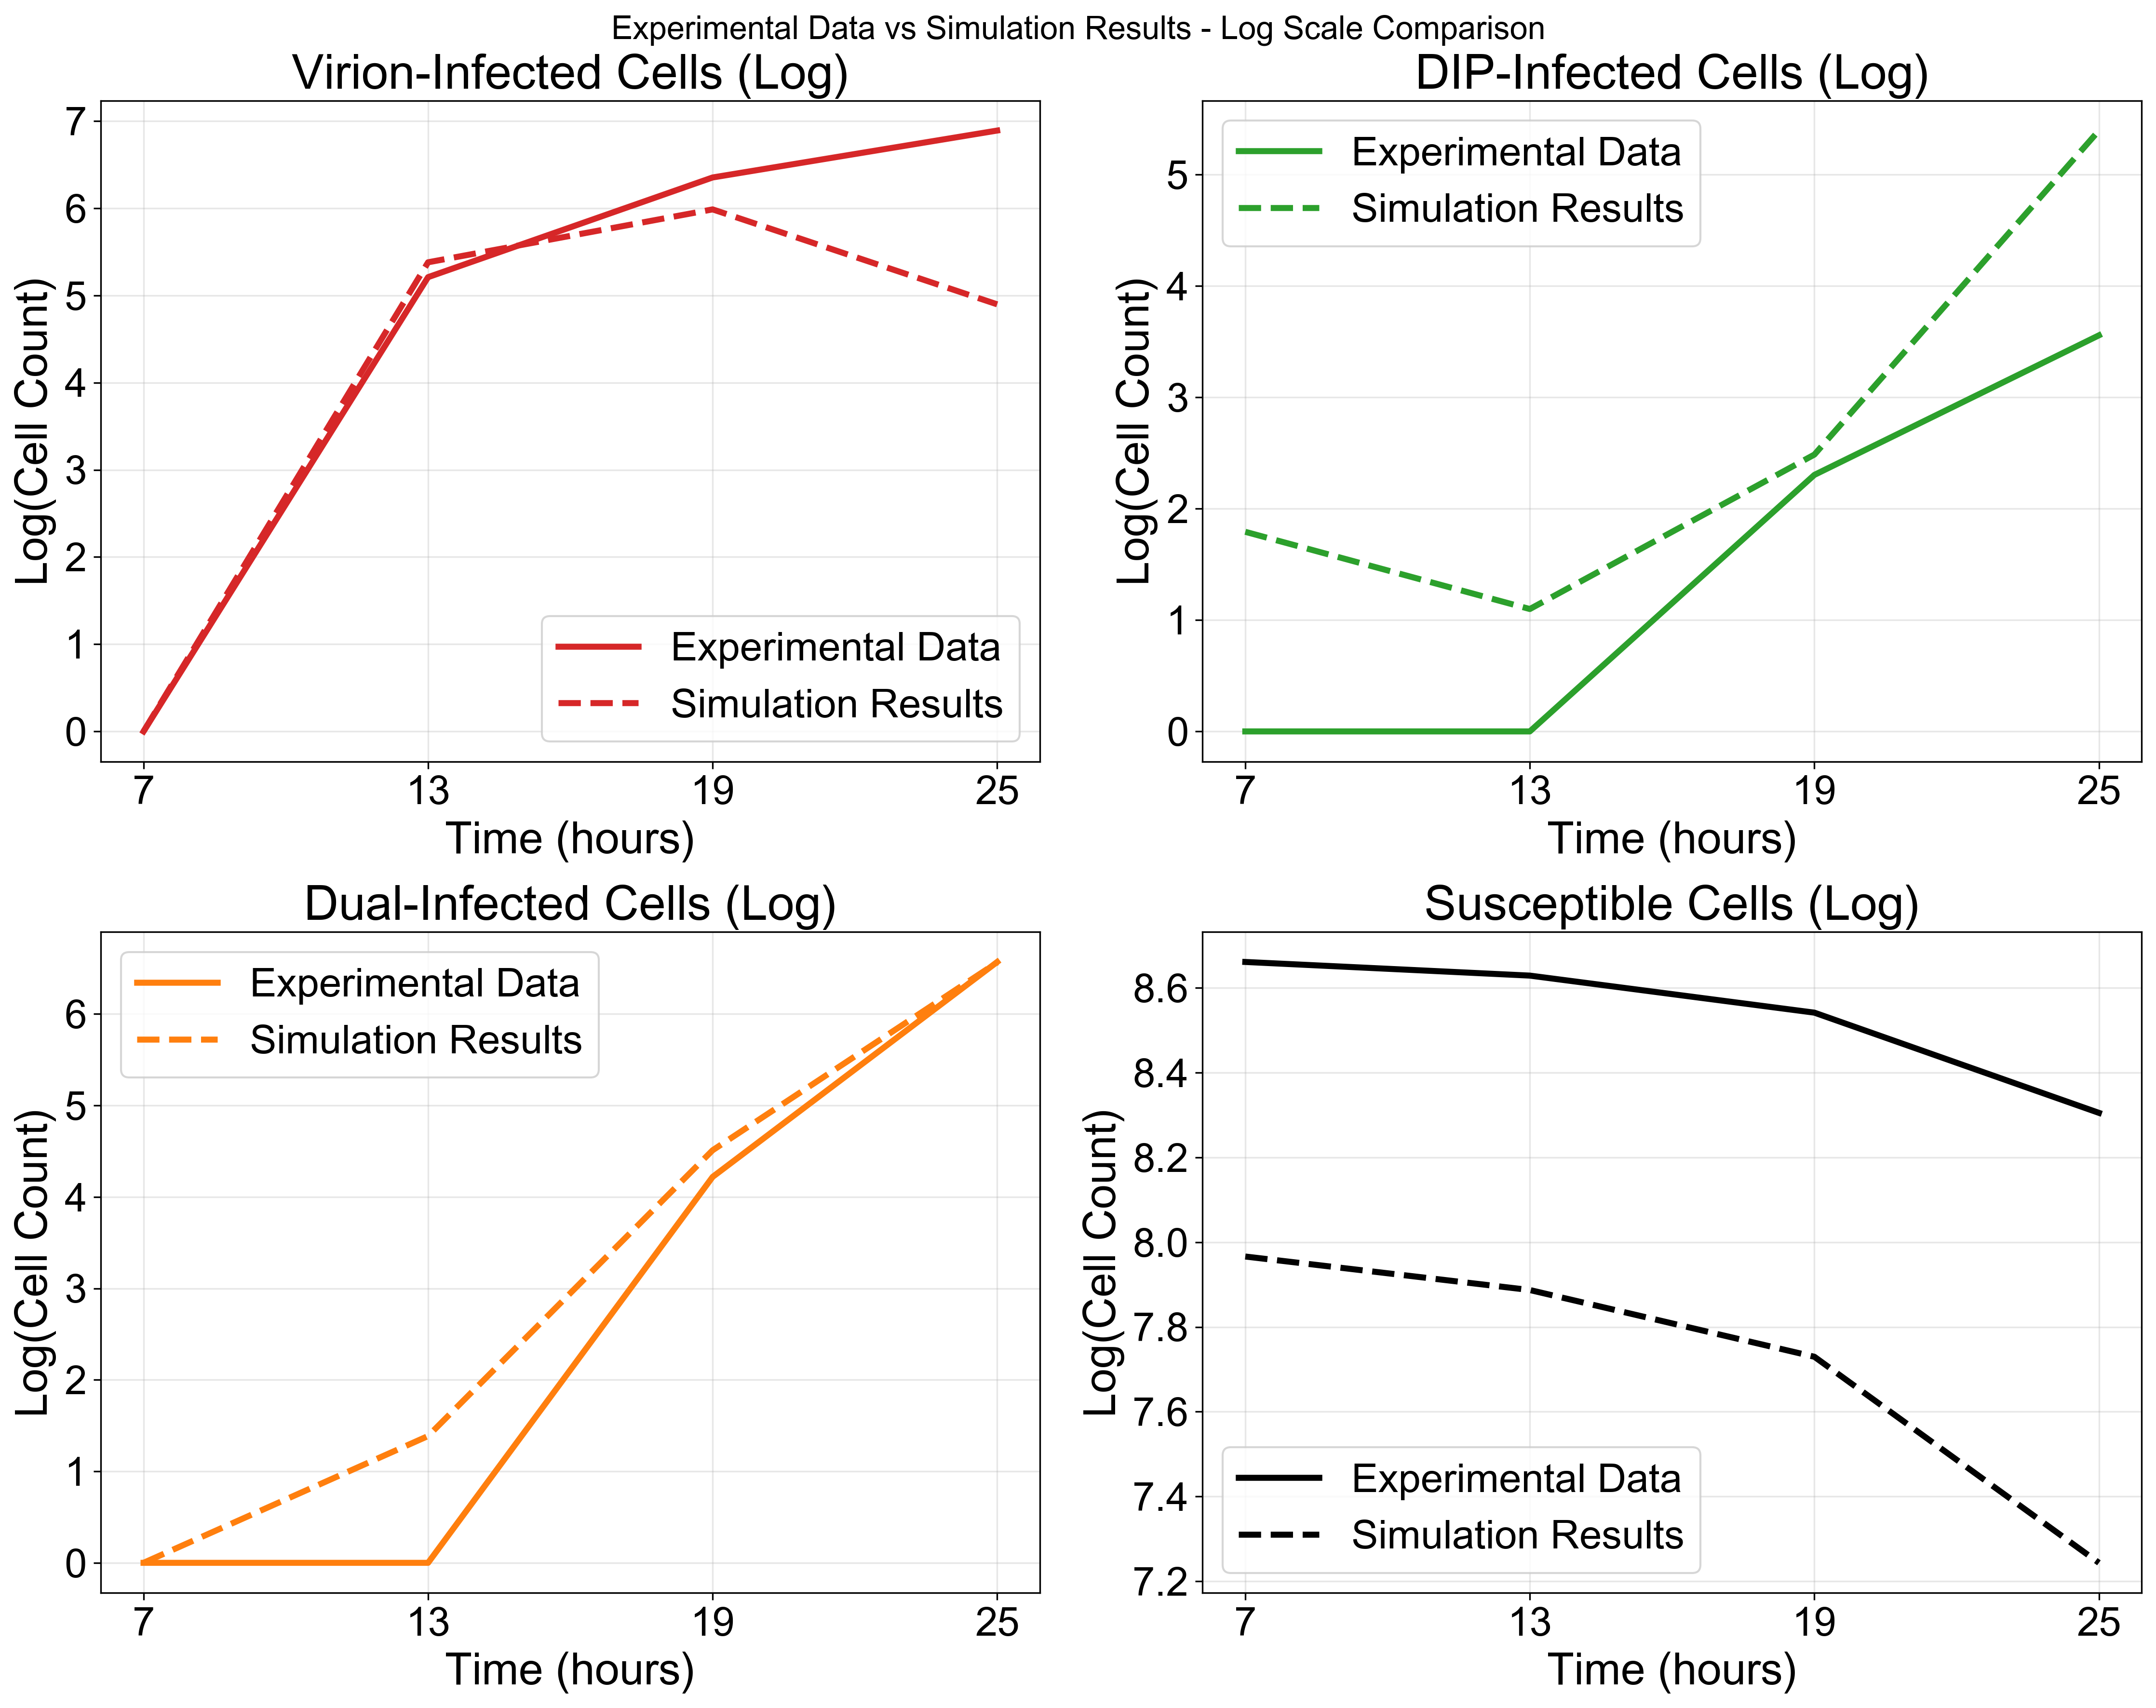 Experimental Data vs Simulation Results - Log Scale Comparison
Virion-Infected Cells (Log)
Log(Cell Count)
7
6
5
4
3
2
1
0
Experimental Data
Simulation Results
7 13 19 25
Time (hours)
DIP-Infected Cells (Log)
Log(Cell Count)
5
4
3
2
1
0
Experimental Data
Simulation Results
7 13 19 25
Time (hours)
Dual-Infected Cells (Log)
Log(Cell Count)
6
5
4
3
2
1
0
Experimental Data
Simulation Results
7 13 19 25
Time (hours)
Susceptible Cells (Log)
Log(Cell Count)
8.6
8.4
8.2
8.0
7.8
7.6
7.4
7.2
Experimental Data
Simulation Results
7 13 19 25
Time (hours)